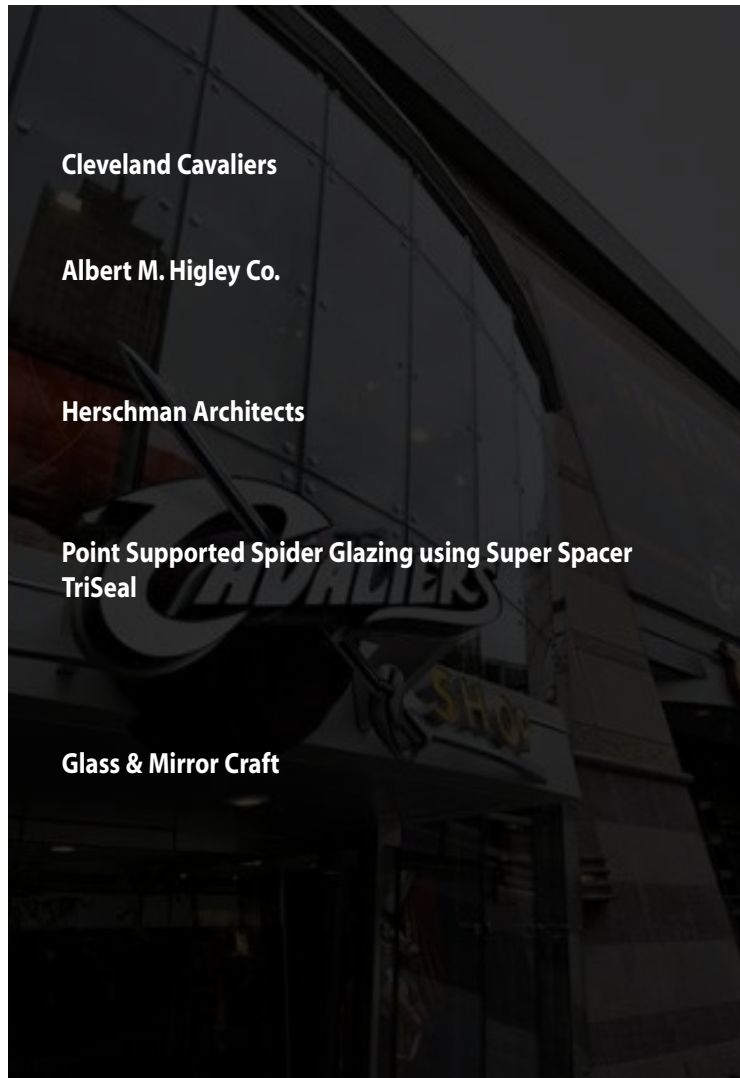 Cleveland Cavaliers
Albert M. Higley Co.
Herschman Architects
Point Supported Spider Glazing using Super Spacer
TriSeal
CAVALIERS
SHOP
Glass & Mirror Craft